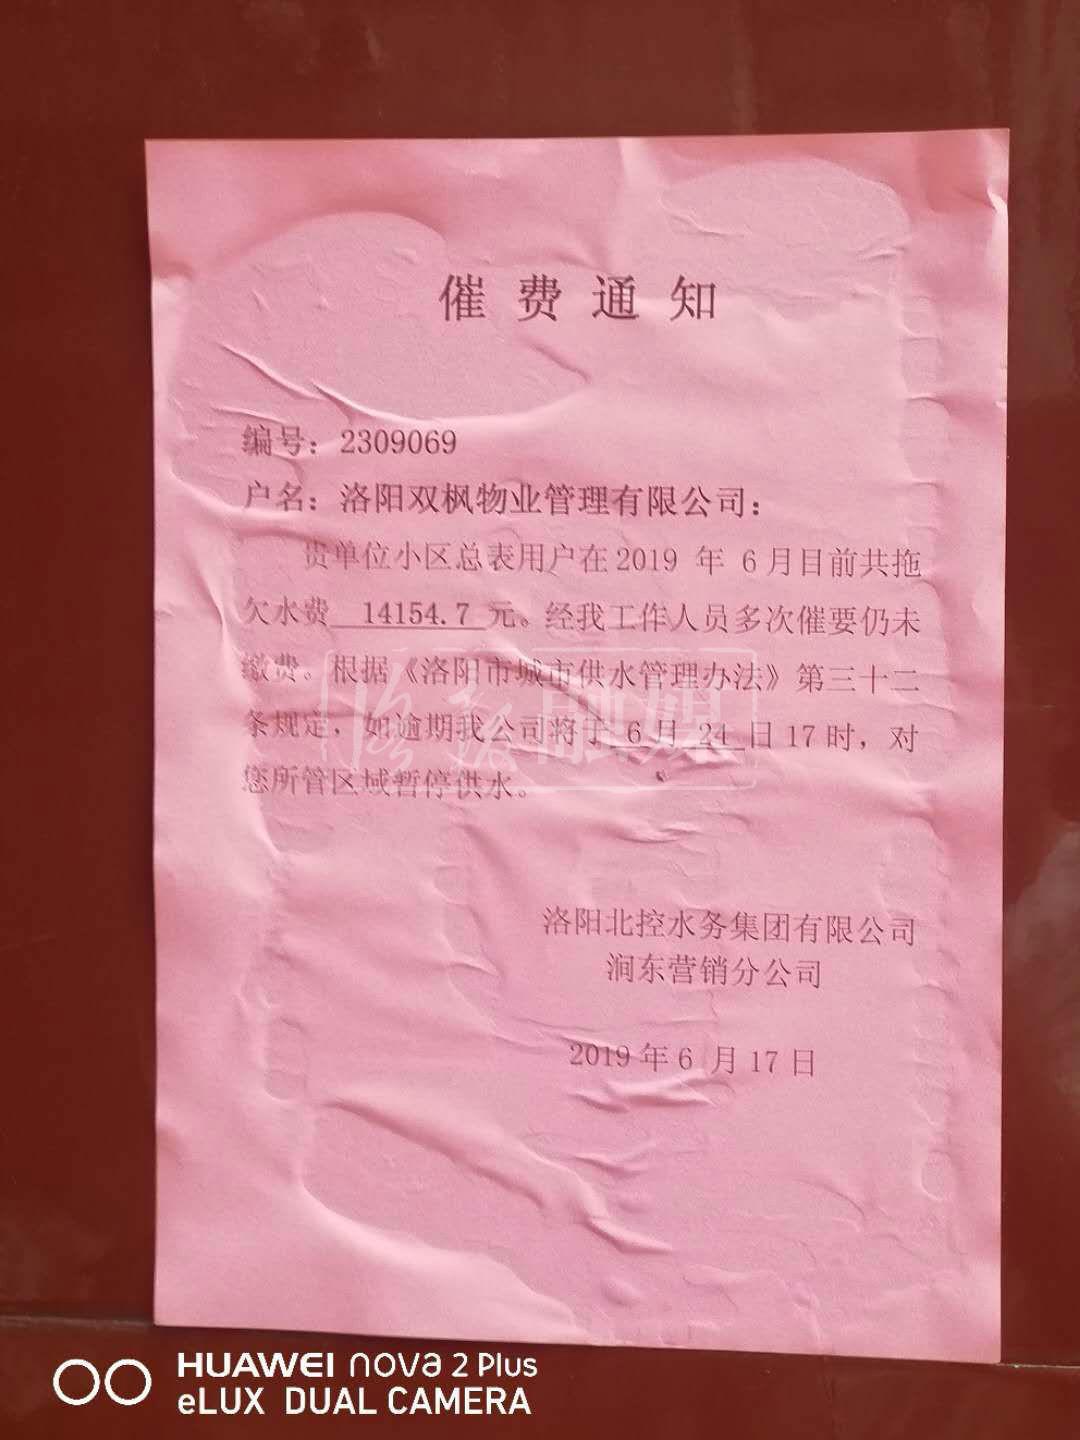 催费通知
编号：2309069
户名：洛阳双枫物业管理有限公司：
贵单位小区总表用户在2019 年 6月目前共拖
欠水费 14154.7 元。经我工作人员多次催要仍未
缴费。根据《洛阳市城市供水管理办法》第三十二
条规定，如逾期我公司将于 6 月 24 日17时，对
您所管区域暂停供水。
洛阳北控水务集团有限公司
涧东营销分公司
2019年6 月17日
HUAWEI nova 2 Plus
eLUX DUAL CAMERA